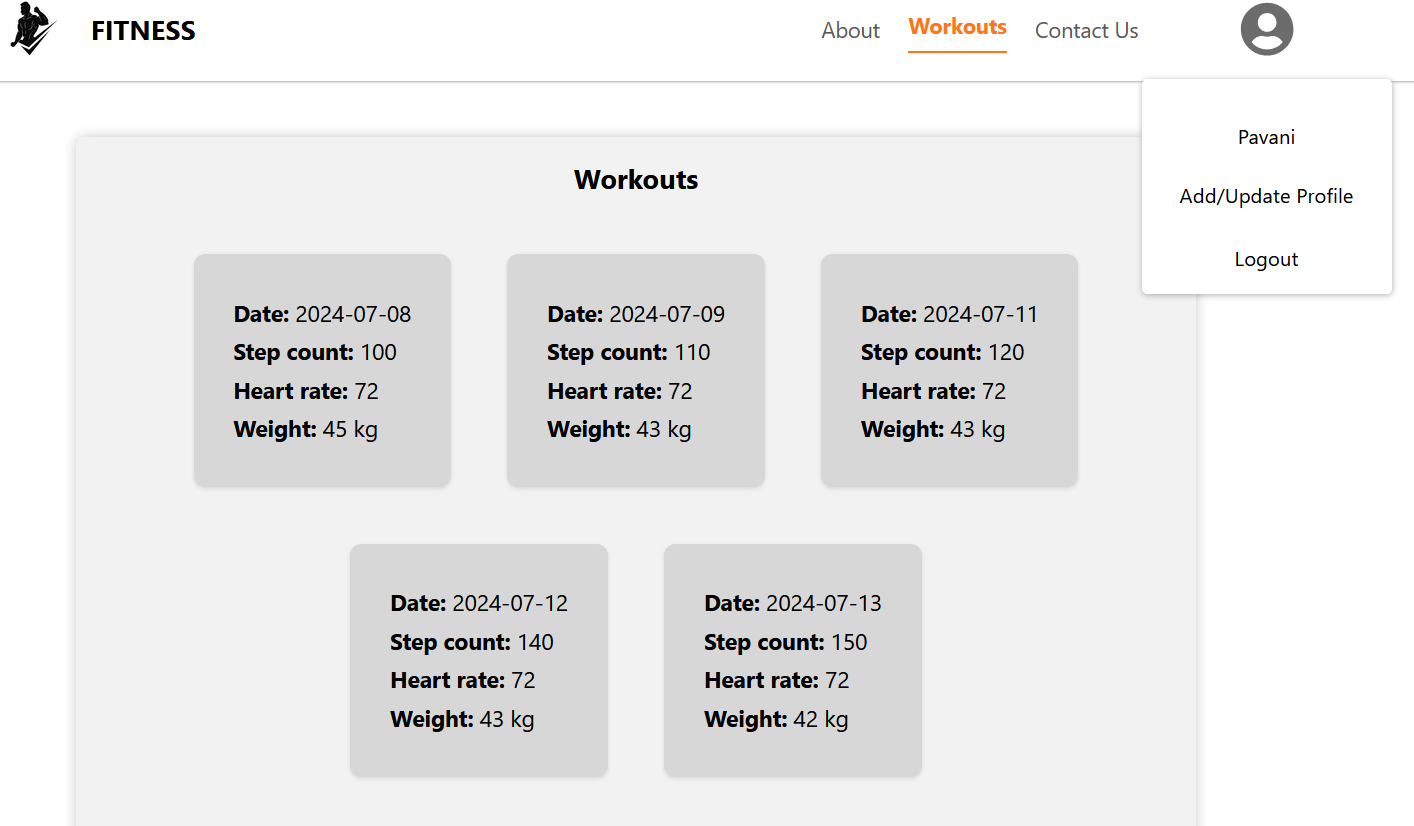 FITNESS
About
Workouts
Contact Us
Pavani
Add/Update Profile
Logout
Workouts
Date: 2024-07-08
Step count: 100
Heart rate: 72
Weight: 45 kg
Date: 2024-07-09
Step count: 110
Heart rate: 72
Weight: 43 kg
Date: 2024-07-11
Step count: 120
Heart rate: 72
Weight: 43 kg
Date: 2024-07-12
Step count: 140
Heart rate: 72
Weight: 43 kg
Date: 2024-07-13
Step count: 150
Heart rate: 72
Weight: 42 kg